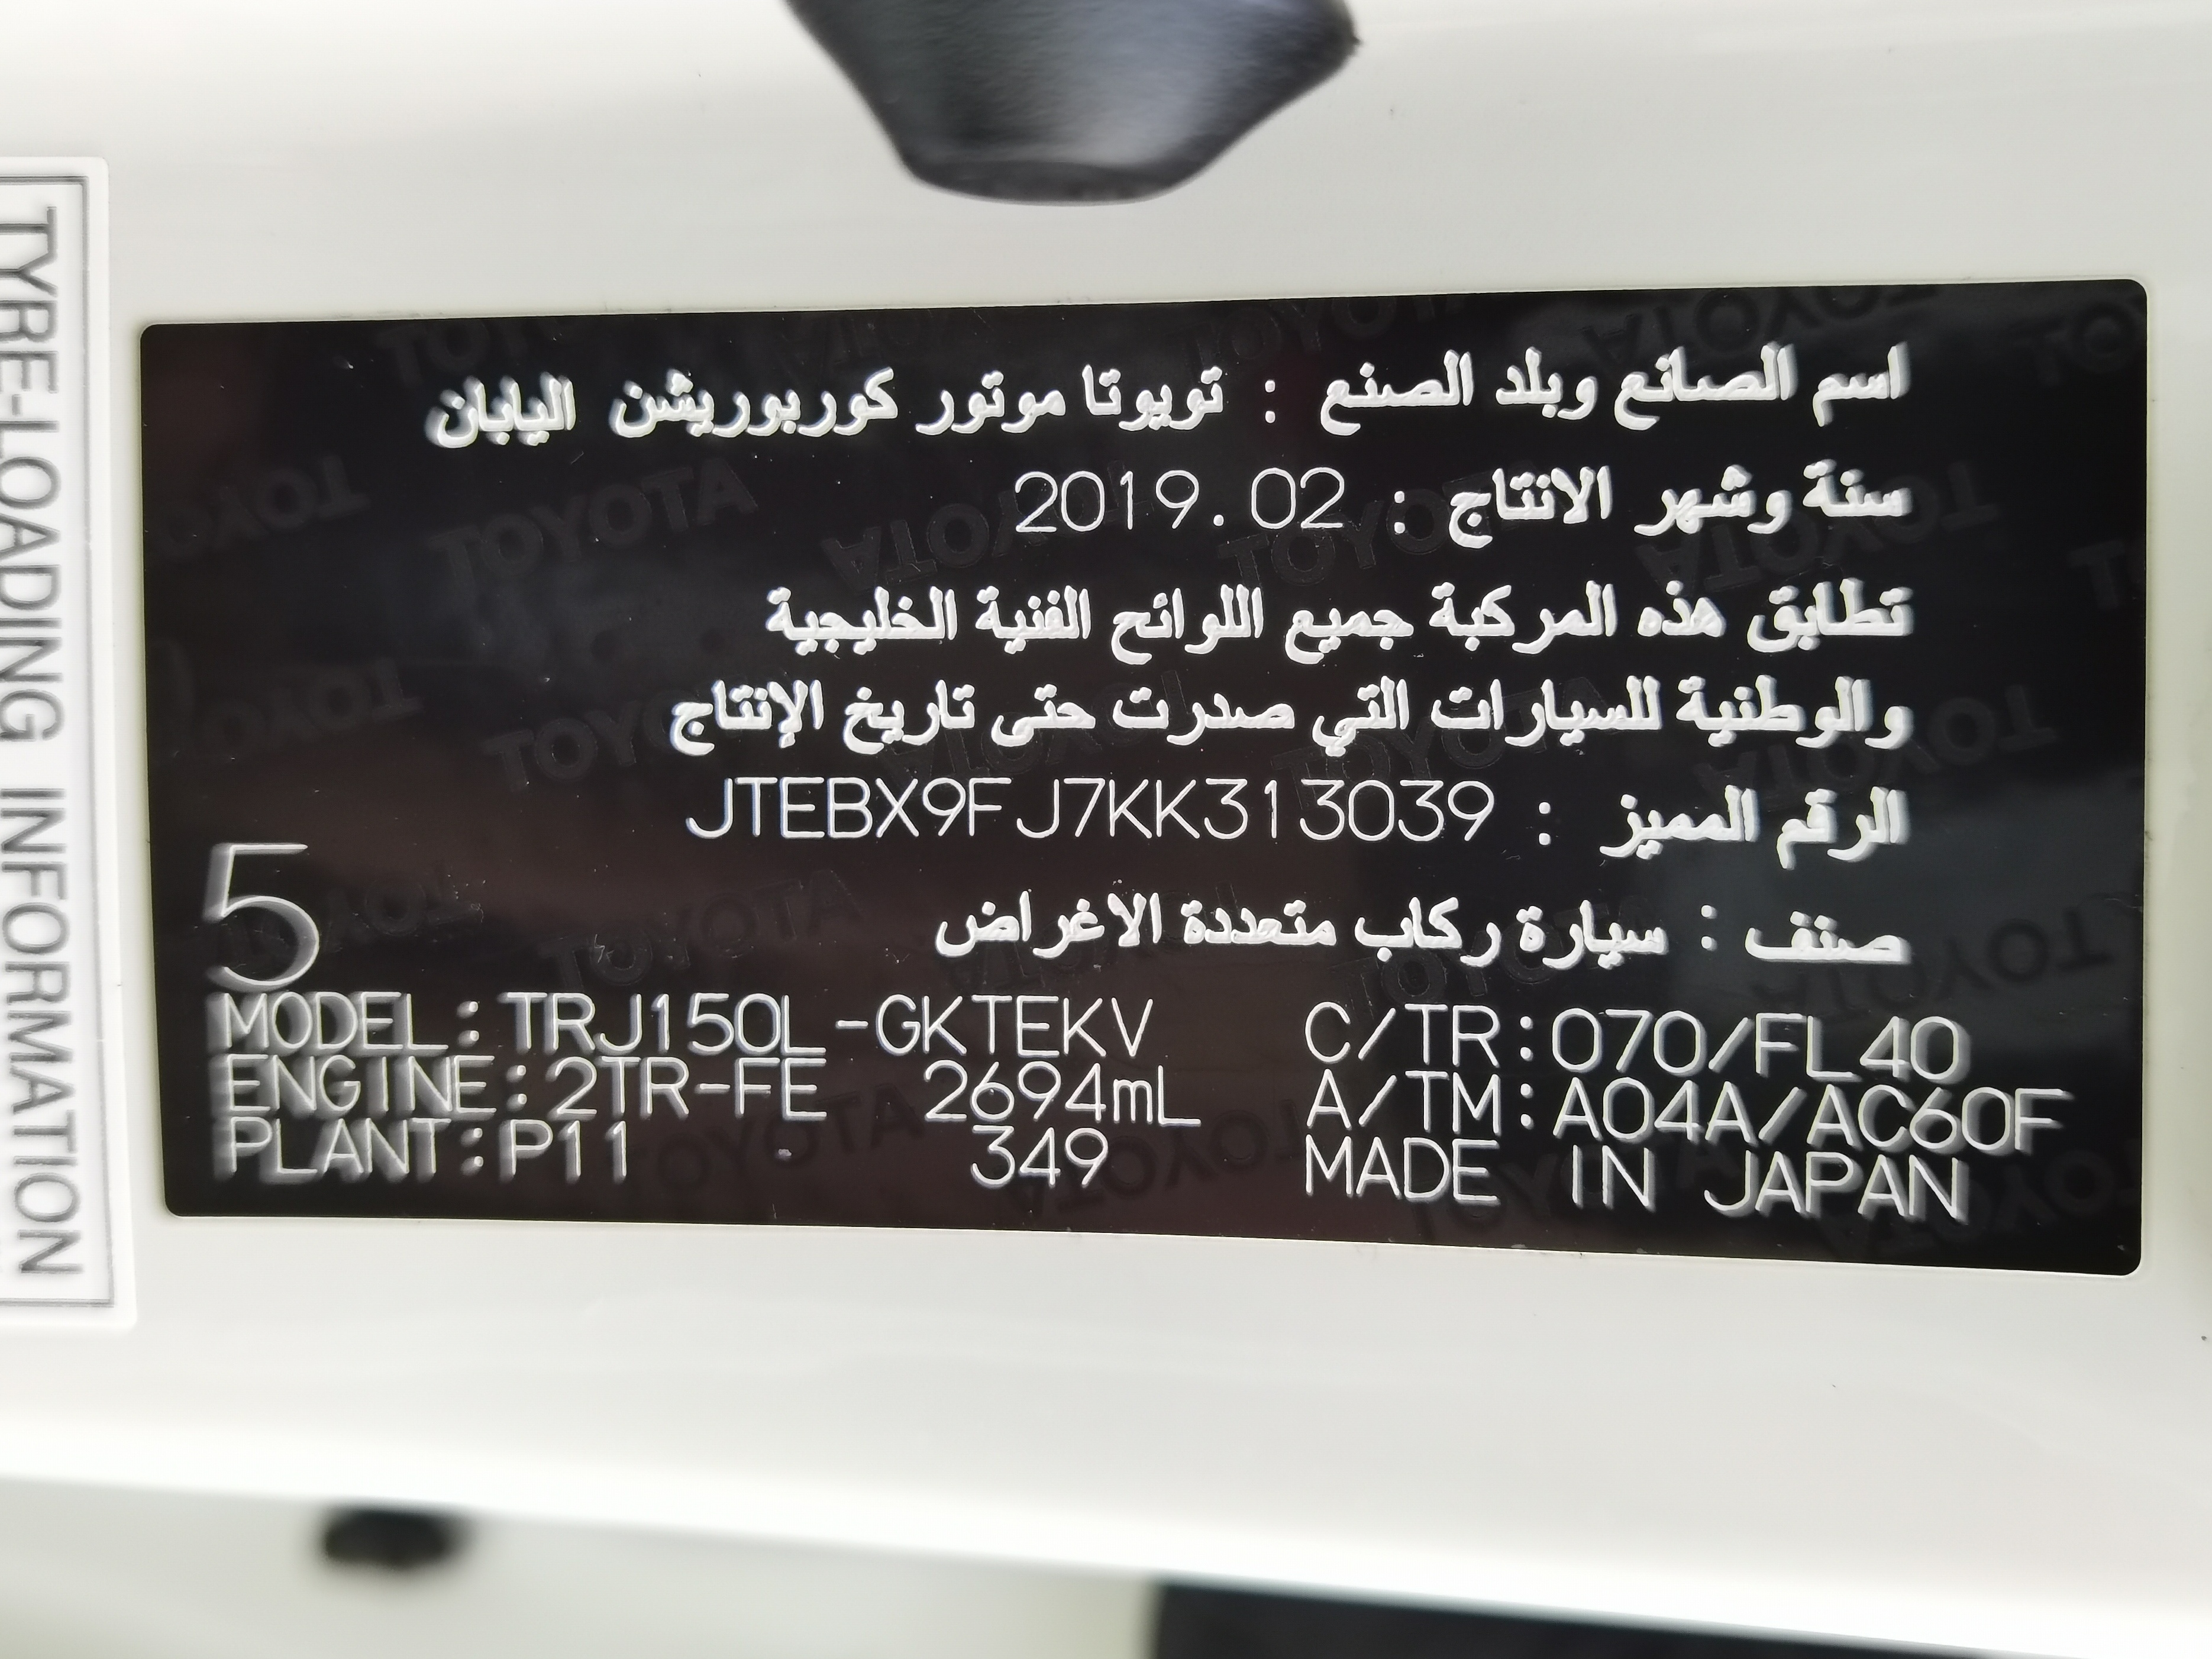 اسم الصانع وبلد الصنع : تويوتا موتور كوربوريشن اليابان
سنة وشهر الانتاج : 2019.02
تطابق هذه المركبة جميع اللوائح الفنية الخليجية
والوطنية للسيارات التي صدرت حتى تاريخ الإنتاج
الرقم المميز : JTEBX9FJ7KK313039
صنف : سيارة ركاب متعددة الاغراض
5
MODEL: TRJ150L-GKTEKV C/TR:070/FL40
ENGINE: 2TR-FE 2694mL A/TM:A04A/AC60F
PLANT: P11 349 MADE IN JAPAN
TYRE-LOADING INFORMATION